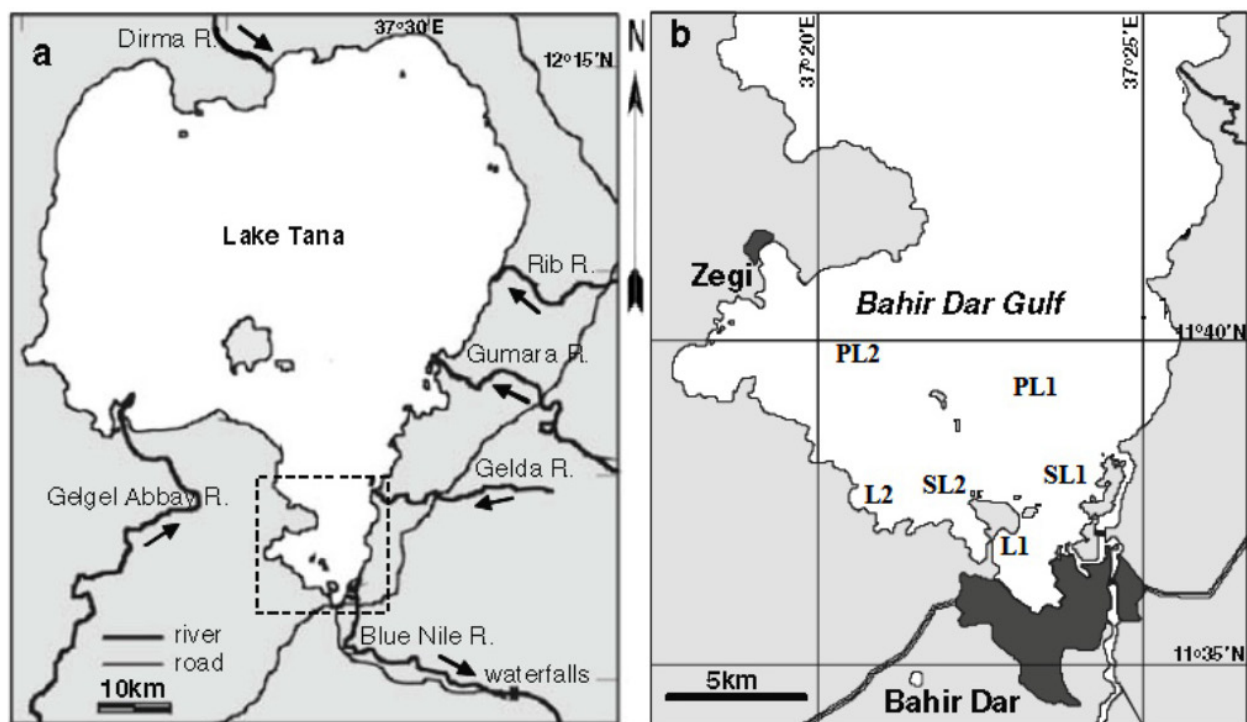 a
Dirma R.
37°30'E
12°15'N
Lake Tana
Rib R.
Gumara R.
Gelda R.
Gelgel Abbay R.
Blue Nile R.
waterfalls
river
road
10km
N
b
37°20'E
37°25'E
Zegi
Bahir Dar Gulf
11°40'N
PL2
PL1
L2
SL2
SL1
L1
11°35'N
5km
Bahir Dar